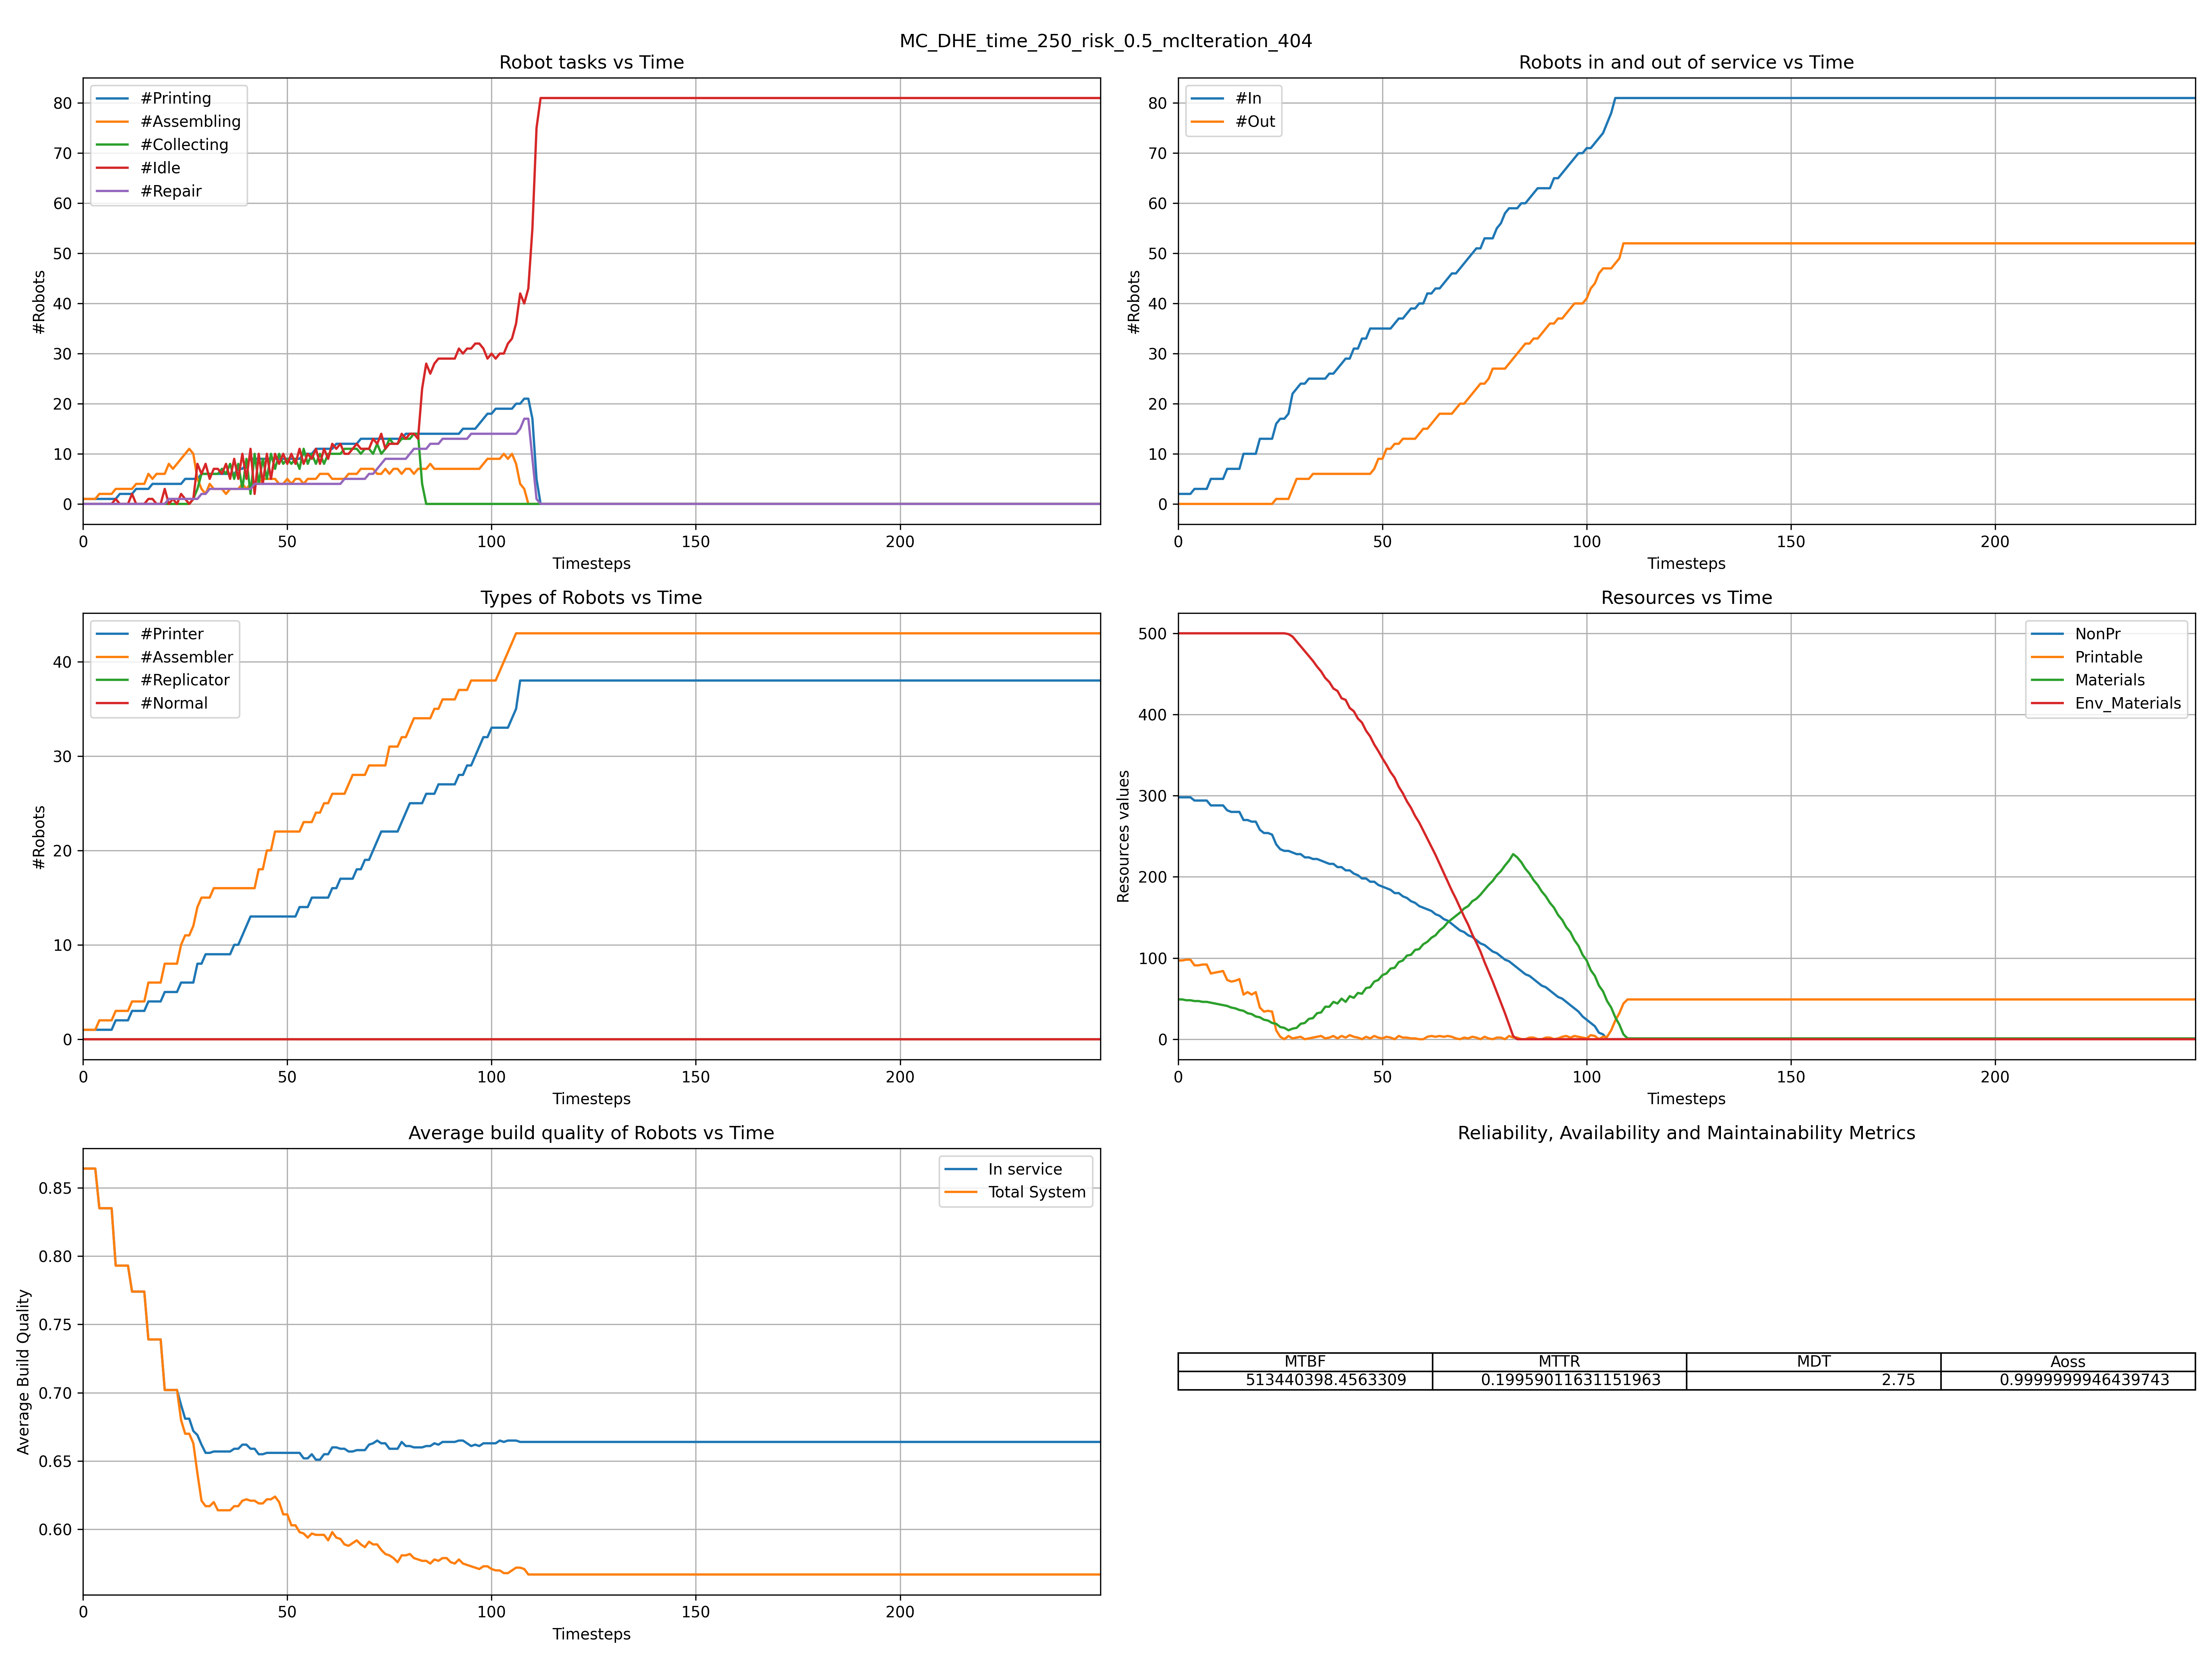 MC_DHE_time_250_risk_0.5_mcIteration_404
Robot tasks vs Time
#Printing
#Assembling
#Collecting
#Idle
#Repair
80
70
60
50
40
30
20
10
0
#Robots
0 50 100 150 200
Timesteps
Robots in and out of service vs Time
#In
#Out
80
70
60
50
40
30
20
10
0
#Robots
0 50 100 150 200
Timesteps
Types of Robots vs Time
#Printer
#Assembler
#Replicator
#Normal
40
30
20
10
0
#Robots
0 50 100 150 200
Timesteps
Resources vs Time
NonPr
Printable
Materials
Env_Materials
500
400
300
200
100
0
Resources values
0 50 100 150 200
Timesteps
Average build quality of Robots vs Time
In service
Total System
0.85
0.80
0.75
0.70
0.65
0.60
Average Build Quality
0 50 100 150 200
Timesteps
Reliability, Availability and Maintainability Metrics
MTBF MTTR MDT Aoss
513440398.4563309 0.19959011631151963 2.75 0.9999999946439743